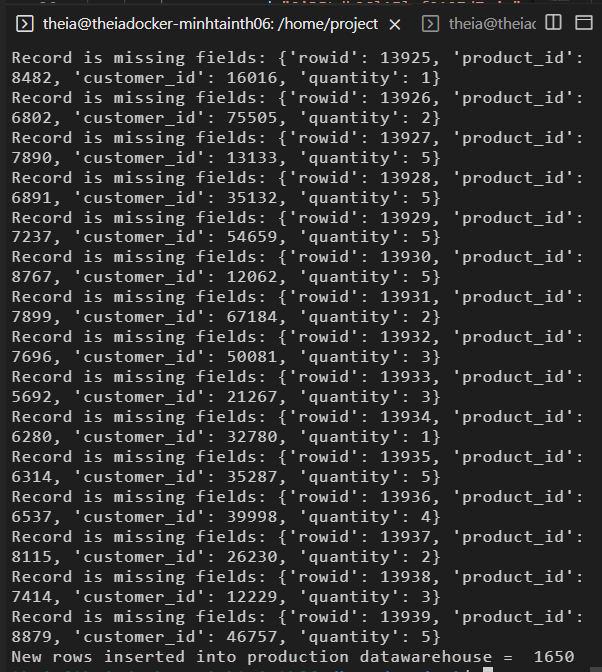 theia@theiadocker-minhtainth06: /home/project
theia@theiad
Record is missing fields: {'rowid': 13925, 'product_id':
8482, 'customer_id': 16016, 'quantity': 1}
Record is missing fields: {'rowid': 13926, 'product_id':
6802, 'customer_id': 75505, 'quantity': 2}
Record is missing fields: {'rowid': 13927, 'product_id':
7890, 'customer_id': 13133, 'quantity': 5}
Record is missing fields: {'rowid': 13928, 'product_id':
6891, 'customer_id': 35132, 'quantity': 5}
Record is missing fields: {'rowid': 13929, 'product_id':
7237, 'customer_id': 54659, 'quantity': 5}
Record is missing fields: {'rowid': 13930, 'product_id':
8767, 'customer_id': 12062, 'quantity': 5}
Record is missing fields: {'rowid': 13931, 'product_id':
7899, 'customer_id': 67184, 'quantity': 2}
Record is missing fields: {'rowid': 13932, 'product_id':
7696, 'customer_id': 50081, 'quantity': 3}
Record is missing fields: {'rowid': 13933, 'product_id':
5692, 'customer_id': 21267, 'quantity': 3}
Record is missing fields: {'rowid': 13934, 'product_id':
6280, 'customer_id': 32780, 'quantity': 1}
Record is missing fields: {'rowid': 13935, 'product_id':
6314, 'customer_id': 35287, 'quantity': 5}
Record is missing fields: {'rowid': 13936, 'product_id':
6537, 'customer_id': 39998, 'quantity': 4}
Record is missing fields: {'rowid': 13937, 'product_id':
8115, 'customer_id': 26230, 'quantity': 2}
Record is missing fields: {'rowid': 13938, 'product_id':
7414, 'customer_id': 12229, 'quantity': 3}
Record is missing fields: {'rowid': 13939, 'product_id':
8879, 'customer_id': 46757, 'quantity': 5}
New rows inserted into production datawarehouse =  1650